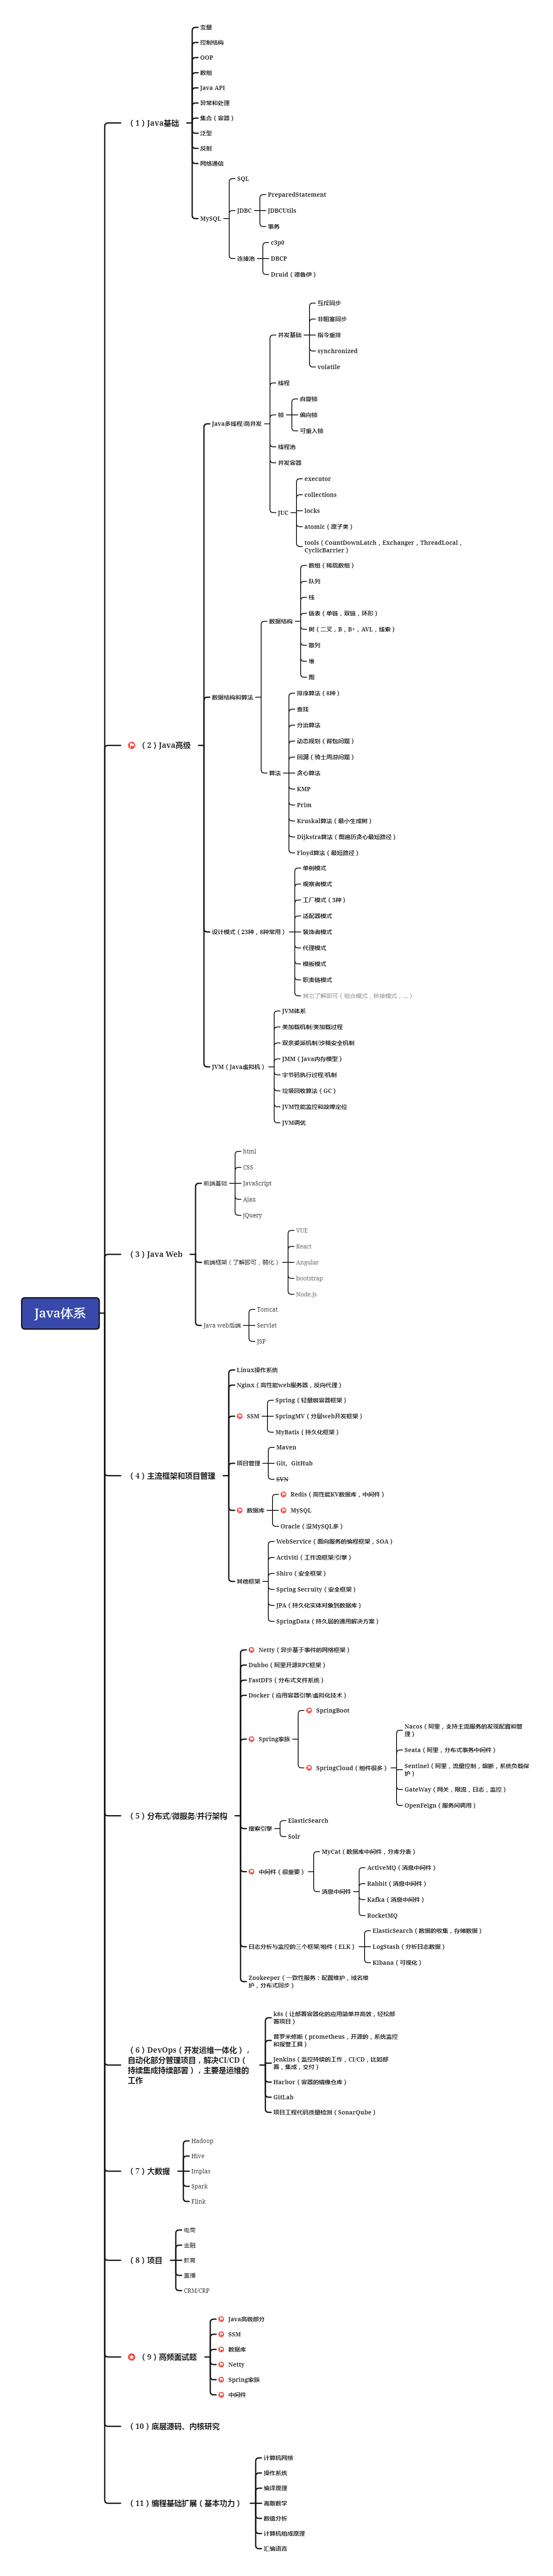 （1）Java基础
变量
控制结构
OOP
数组
Java API
异常和处理
集合（容器）
泛型
反射
网络通信
MySQL
SQL
JDBC
PreparedStatement
JDBCUtils
事务
连接池
c3p0
DBCP
Druid（德鲁伊）
（2）Java高级
Java多线程/高并发
并发基础
互斥同步
非阻塞同步
指令重排
synchronized
volatile
线程
锁
自旋锁
偏向锁
可重入锁
线程池
并发容器
JUC
executor
collections
locks
atomic（原子类）
tools（CountDownLatch，Exchanger，ThreadLocal，
CyclicBarrier）
数据结构和算法
数据结构
数组（稀疏数组）
队列
栈
链表（单链，双链，环形）
树（二叉，B，B+，AVL，线索）
散列
堆
图
算法
排序算法（8种）
查找
分治算法
动态规划（背包问题）
回溯（骑士周游问题）
贪心算法
KMP
Prim
Kruskal算法（最小生成树）
Dijkstra算法（图遍历贪心最短路径）
Floyd算法（最短路径）
设计模式（23种，8种常用）
单例模式
观察者模式
工厂模式（3种）
适配器模式
装饰者模式
代理模式
模板模式
职责链模式
其它了解即可（组合模式，桥接模式，...）
JVM（Java虚拟机）
JVM体系
类加载机制/类加载过程
双亲委派机制/沙箱安全机制
JMM（Java内存模型）
字节码执行过程/机制
垃圾回收算法（GC）
JVM性能监控和故障定位
JVM调优
Java体系
（3）Java Web
前端基础
html
CSS
JavaScript
Ajax
jQuery
前端框架（了解即可，弱化）
VUE
React
Angular
bootstrap
Node.js
Java web后端
Tomcat
Servlet
JSP
（4）主流框架和项目管理
Linux操作系统
Nginx（高性能web服务器，反向代理）
SSM
Spring（轻量级容器框架）
SpringMV（分层web开发框架）
MyBatis（持久化框架）
项目管理
Maven
Git、GitHub
SVN
数据库
Redis（高性能KV数据库，中间件）
MySQL
Oracle（没MySQL多）
其他框架
WebService（面向服务的编程框架，SOA）
Activiti（工作流框架/引擎）
Shiro（安全框架）
Spring Secruity（安全框架）
JPA（持久化实体对象到数据库）
SpringData（持久层的通用解决方案）
（5）分布式/微服务/并行架构
Netty（异步基于事件的网络框架）
Dubbo（阿里开源RPC框架）
FastDFS（分布式文件系统）
Docker（应用容器引擎/虚拟化技术）
Spring家族
SpringBoot
SpringCloud（组件很多）
Nacos（阿里，支持主流服务的发现配置和管
理）
Seata（阿里，分布式事务中间件）
Sentinel（阿里，流量控制，熔断，系统负载保
护）
GateWay（网关，限流，日志，监控）
OpenFeign（服务间调用）
搜索引擎
ElasticSearch
Solr
中间件（很重要）
MyCat（数据库中间件，分库分表）
消息中间件
ActiveMQ（消息中间件）
Rabbit（消息中间件）
Kafka（消息中间件）
RocketMQ
日志分析与监控的三个框架/组件（ELK）
ElasticSearch（数据的收集，存储数据）
LogStash（分析日志数据）
Kibana（可视化）
Zookeeper（一致性服务：配置维护，域名维
护，分布式同步）
（6）DevOps（开发运维一体化），
自动化部分管理项目，解决CI/CD（
持续集成持续部署），主要是运维的
工作
k8s（让部署容器化的应用简单并高效，轻松部
署项目）
普罗米修斯（prometheus，开源的，系统监控
和报警工具）
Jenkins（监控持续的工作，CI/CD，比如部
署，集成，交付）
Harbor（容器的镜像仓库）
GitLab
项目工程代码质量检测（SonarQube）
（7）大数据
Hadoop
Hive
Implas
Spark
Flink
（8）项目
电商
金融
教育
直播
CRM/CRP
（9）高频面试题
Java高级部分
SSM
数据库
Netty
Spring家族
中间件
（10）底层源码、内核研究
（11）编程基础扩展（基本功力）
计算机网络
操作系统
编译原理
离散数学
数值分析
计算机组成原理
汇编语言